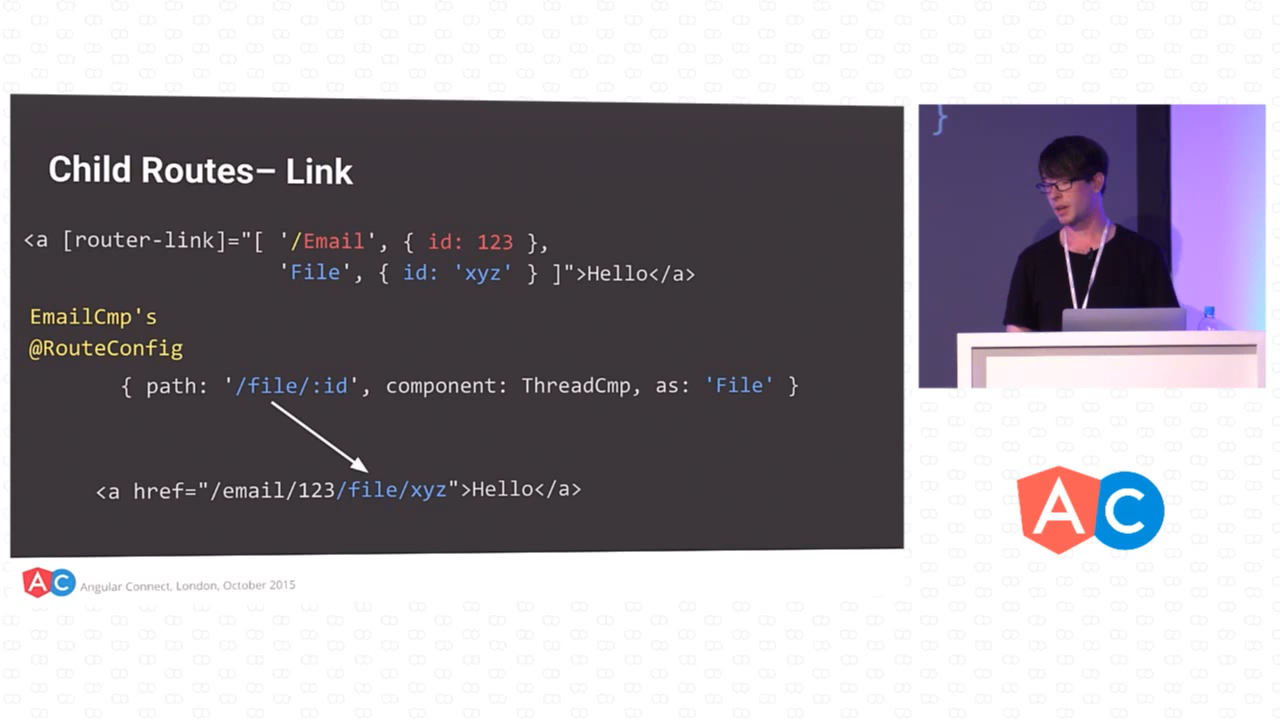 Child Routes– Link
<a [router-link]="[ '/Email', { id: 123 },
'File', { id: 'xyz' } ]">Hello</a>
EmailCmp's
@RouteConfig
{ path: '/file/:id', component: ThreadCmp, as: 'File' }
<a href="/email/123/file/xyz">Hello</a>
AC Angular Connect, London, October 2015
}
AC